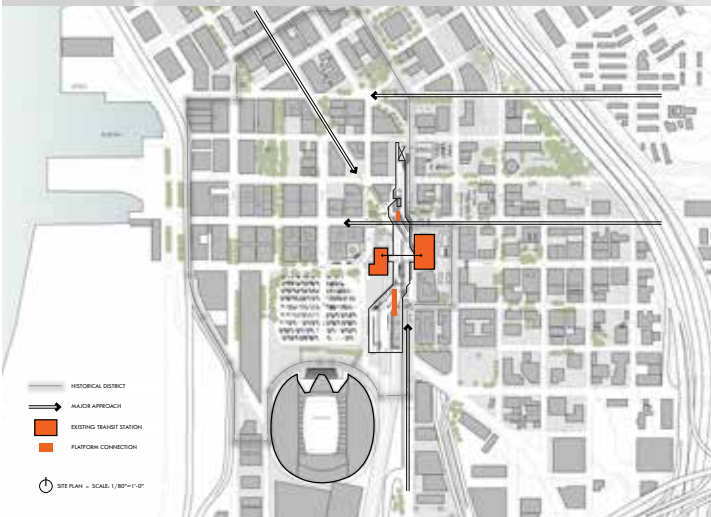 HISTORICAL DISTRICT
MAJOR APPROACH
EXISTING TRANSIT STATION
PLATFORM CONNECTION
SITE PLAN - SCALE: 1/80"=1'-0"